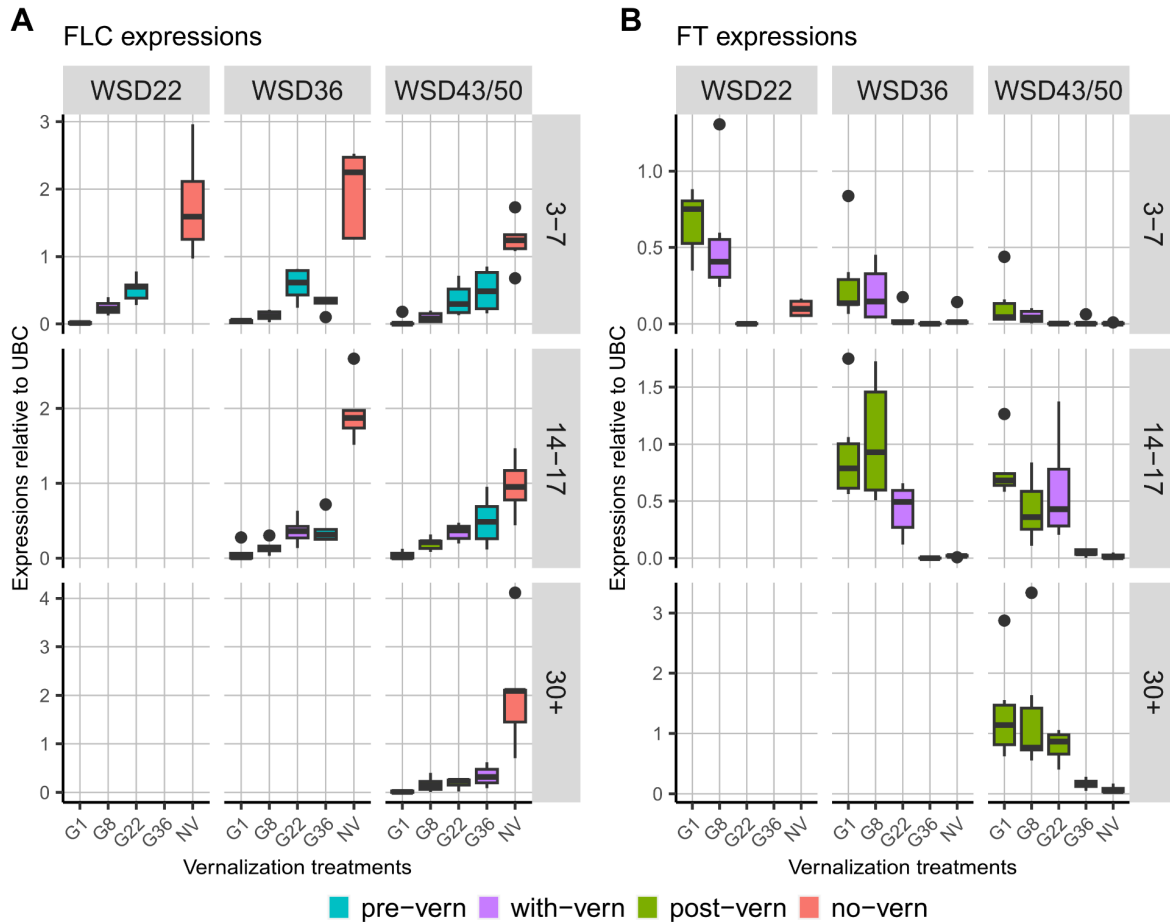 A
FLC expressions
WSD22 WSD36 WSD43/50
3
2
1
0
3−7
2
1
0
14−17
4
3
2
1
0
30+
Expressions relative to UBC
G1 G8 G22 G36 NV G1 G8 G22 G36 NV G1 G8 G22 G36 NV
Vernalization treatments
B
FT expressions
WSD22 WSD36 WSD43/50
1.0
0.5
0.0
3−7
1.5
1.0
0.5
0.0
14−17
3
2
1
0
30+
Expressions relative to UBC
G1 G8 G22 G36 NV G1 G8 G22 G36 NV G1 G8 G22 G36 NV
Vernalization treatments
pre−vern with−vern post−vern no−vern